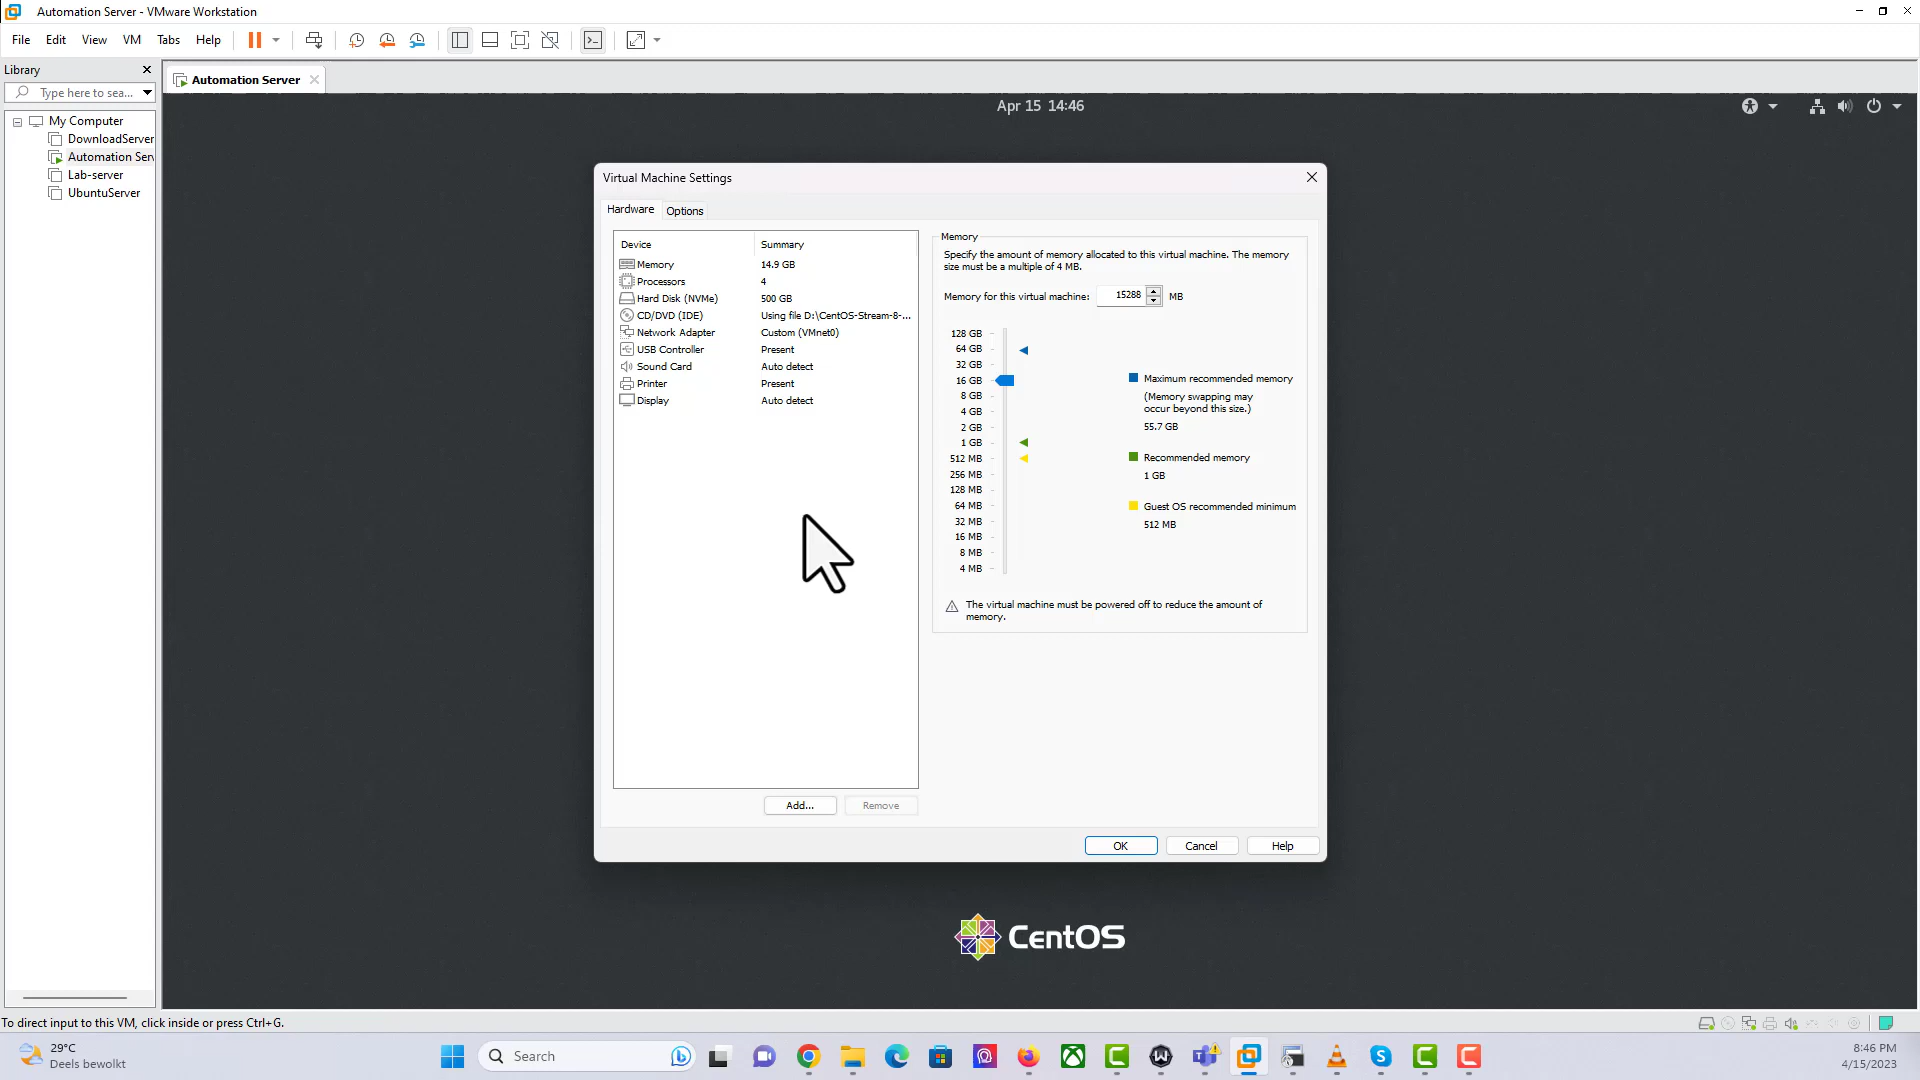 Automation Server - VMware Workstation
File Edit View VM Tabs Help
Library
Type here to sea...
My Computer
DownloadServer
Automation Serv
Lab-server
UbuntuServer
Automation Server
Apr 15 14:46
Virtual Machine Settings
Hardware Options
Device Summary
Memory 14.9 GB
Processors 4
Hard Disk (NVMe) 500 GB
CD/DVD (IDE) Using file D:\CentOS-Stream-8-...
Network Adapter Custom (VMnet0)
USB Controller Present
Sound Card Auto detect
Printer Present
Display Auto detect
Add... Remove
Memory
Specify the amount of memory allocated to this virtual machine. The memory
size must be a multiple of 4 MB.
Memory for this virtual machine: 15288 MB
128 GB
64 GB
32 GB
16 GB
8 GB
4 GB
2 GB
1 GB
512 MB
256 MB
128 MB
64 MB
32 MB
16 MB
8 MB
4 MB
Maximum recommended memory
(Memory swapping may
occur beyond this size.)
55.7 GB
Recommended memory
1 GB
Guest OS recommended minimum
512 MB
The virtual machine must be powered off to reduce the amount of
memory.
OK Cancel Help
CentOS
To direct input to this VM, click inside or press Ctrl+G.
29°C
Deels bewolkt
Search
8:46 PM
4/15/2023